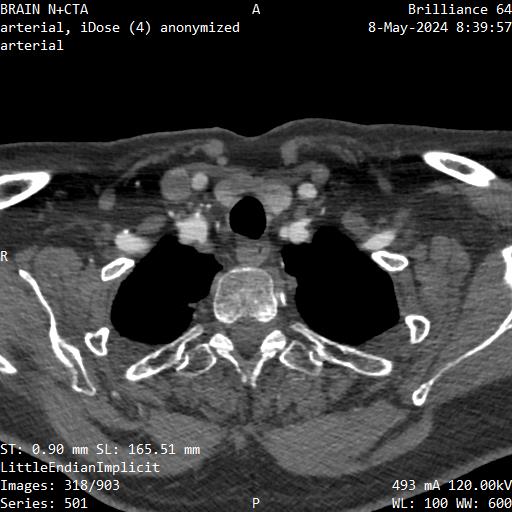 BRAIN N+CTA
A
Brilliance 64
arterial, iDose (4) anonymized
8-May-2024 8:39:57
arterial
R
ST: 0.90 mm SL: 165.51 mm
LittleEndianImplicit
Images: 318/903
493 mA 120.00kV
Series: 501
P
WL: 100 WW: 600